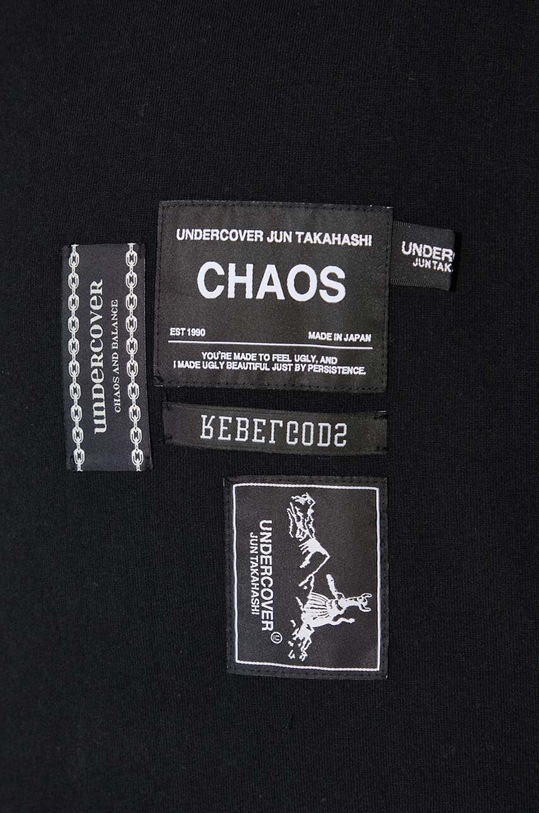 UNDERCOVER JUN TAKAHASHI
CHAOS
EST 1990 MADE IN JAPAN
YOU'RE MADE TO FEEL UGLY, AND
I MADE UGLY BEAUTIFUL JUST BY PERSISTENCE.
UNDER
JUN TAK
UNDERCOVER
CHAOS AND BALANCE
REBELGODS
UNDERCOVER
JUN TAKAHASHI